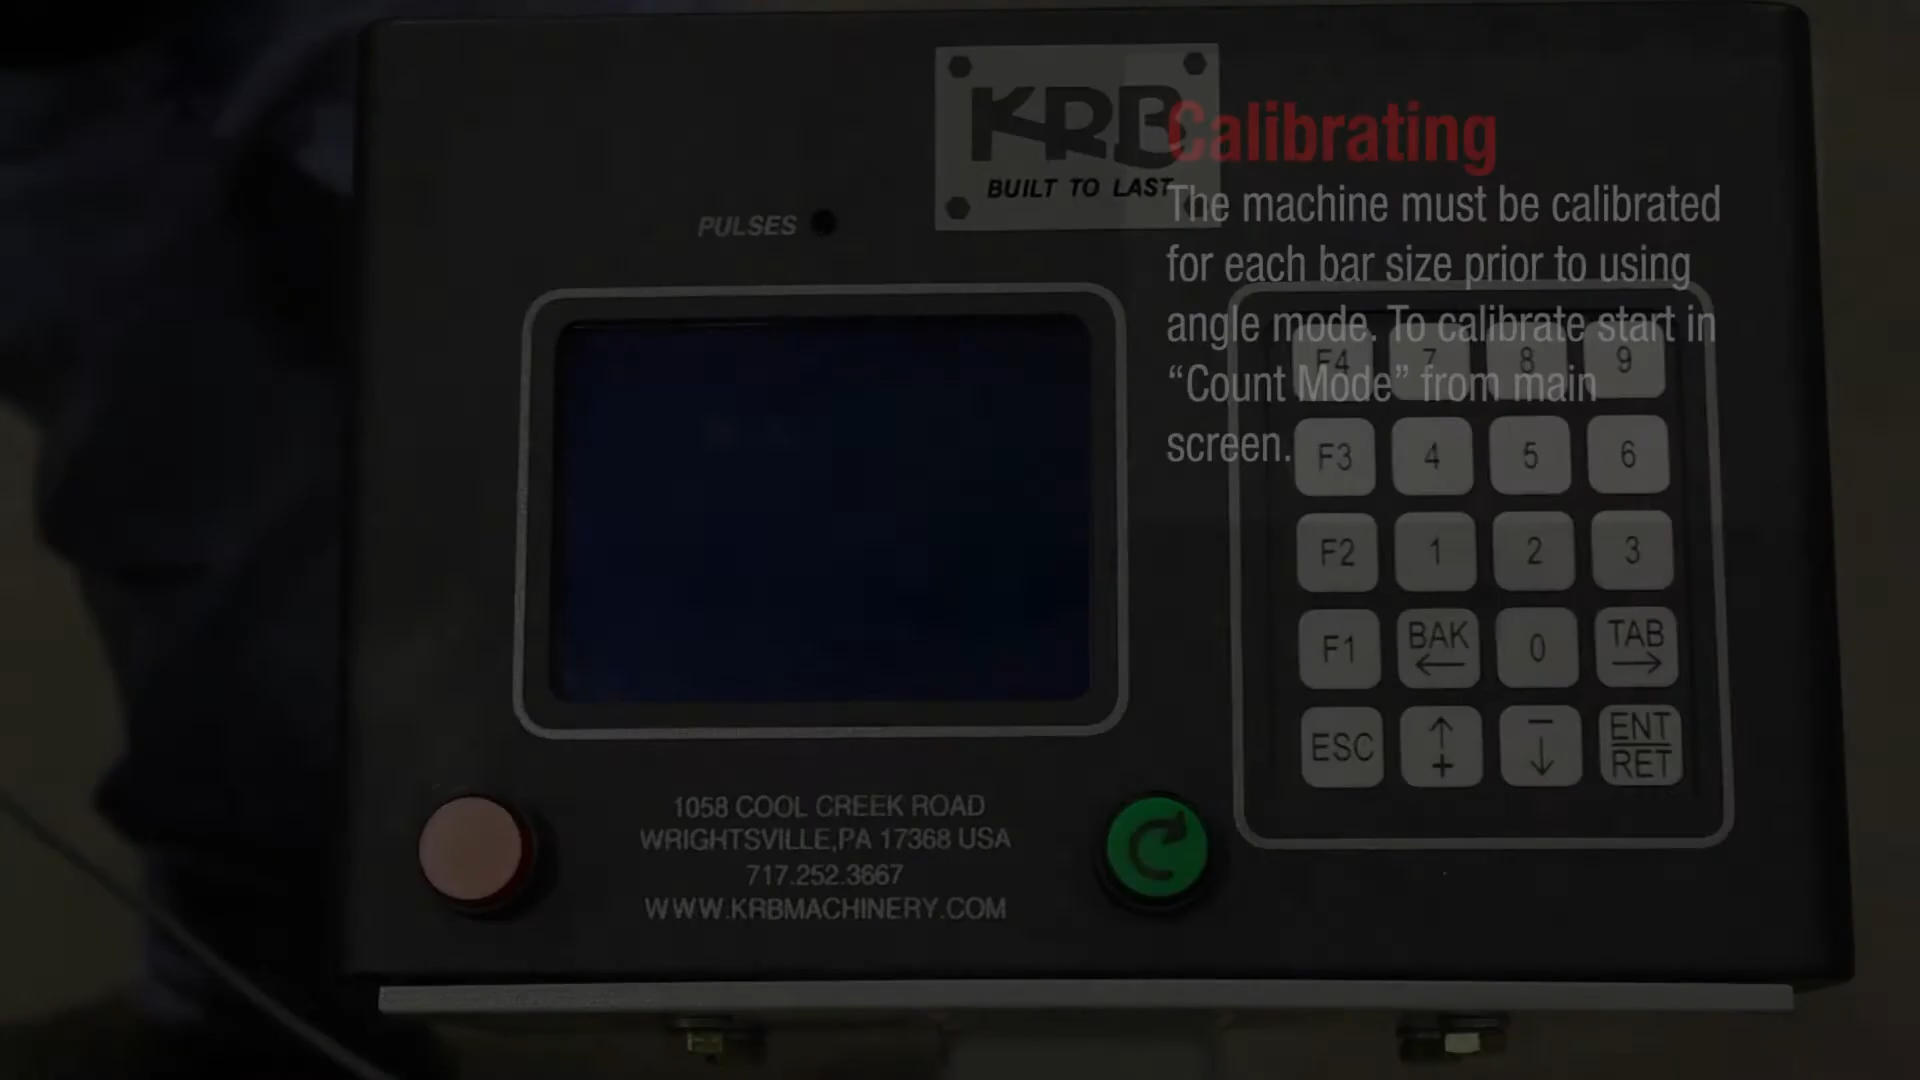 KRB
BUILT TO LAST
PULSES
Calibrating
The machine must be calibrated
for each bar size prior to using
angle mode. To calibrate start in
“Count Mode” from main
screen.
F4 7 8 9
F3 4 5 6
F2 1 2 3
F1 BAK ← 0 TAB →
ESC ↑ + − ↓ ENT RET
1058 COOL CREEK ROAD
WRIGHTSVILLE,PA 17368 USA
717.252.3667
WWW.KRBMACHINERY.COM